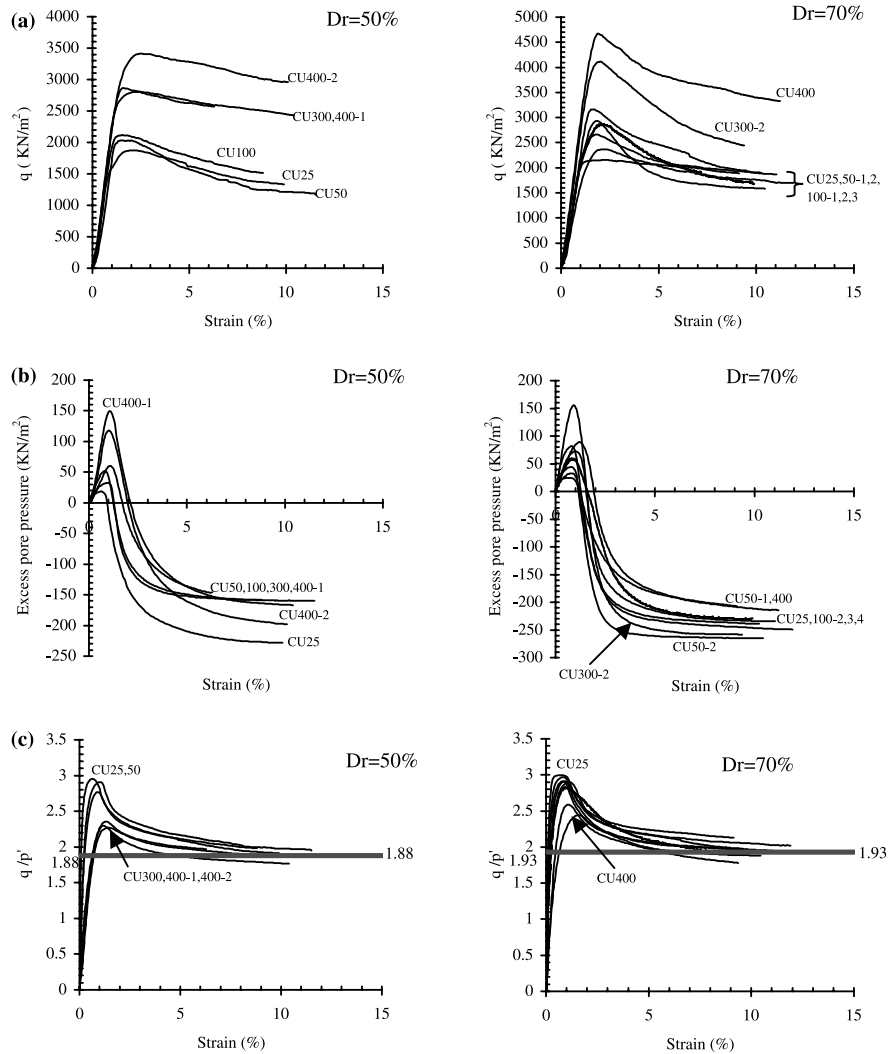 (a)
Dr=50%
4000
3500
3000
2500
2000
1500
1000
500
0
q ( KN/m²)
CU400-2
CU300,400-1
CU100
CU25
CU50
0
5
10
15
Strain (%)
Dr=70%
5000
4500
4000
3500
3000
2500
2000
1500
1000
500
0
q ( KN/m²)
CU400
CU300-2
CU25,50-1,2,
100-1,2,3
0
5
10
15
Strain (%)
(b)
Dr=50%
200
150
100
50
0
-50
-100
-150
-200
-250
Excess pore pressure (KN/m²)
CU400-1
0
5
10
15
CU50,100,300,400-1
CU400-2
CU25
Strain (%)
Dr=70%
200
150
100
50
0
-50
-100
-150
-200
-250
-300
Excess pore pressure (KN/m²)
0
5
10
15
CU50-1,400
CU25,100-2,3,4
CU50-2
CU300-2
Strain (%)
(c)
Dr=50%
3.5
3
2.5
2
1.5
1
0.5
0
q /p'
CU25,50
1.88
1.88
CU300,400-1,400-2
0
5
10
15
Strain (%)
Dr=70%
3.5
3
2.5
2
1.5
1
0.5
0
q/p'
CU25
1.93
1.93
CU400
0
5
10
15
Strain (%)